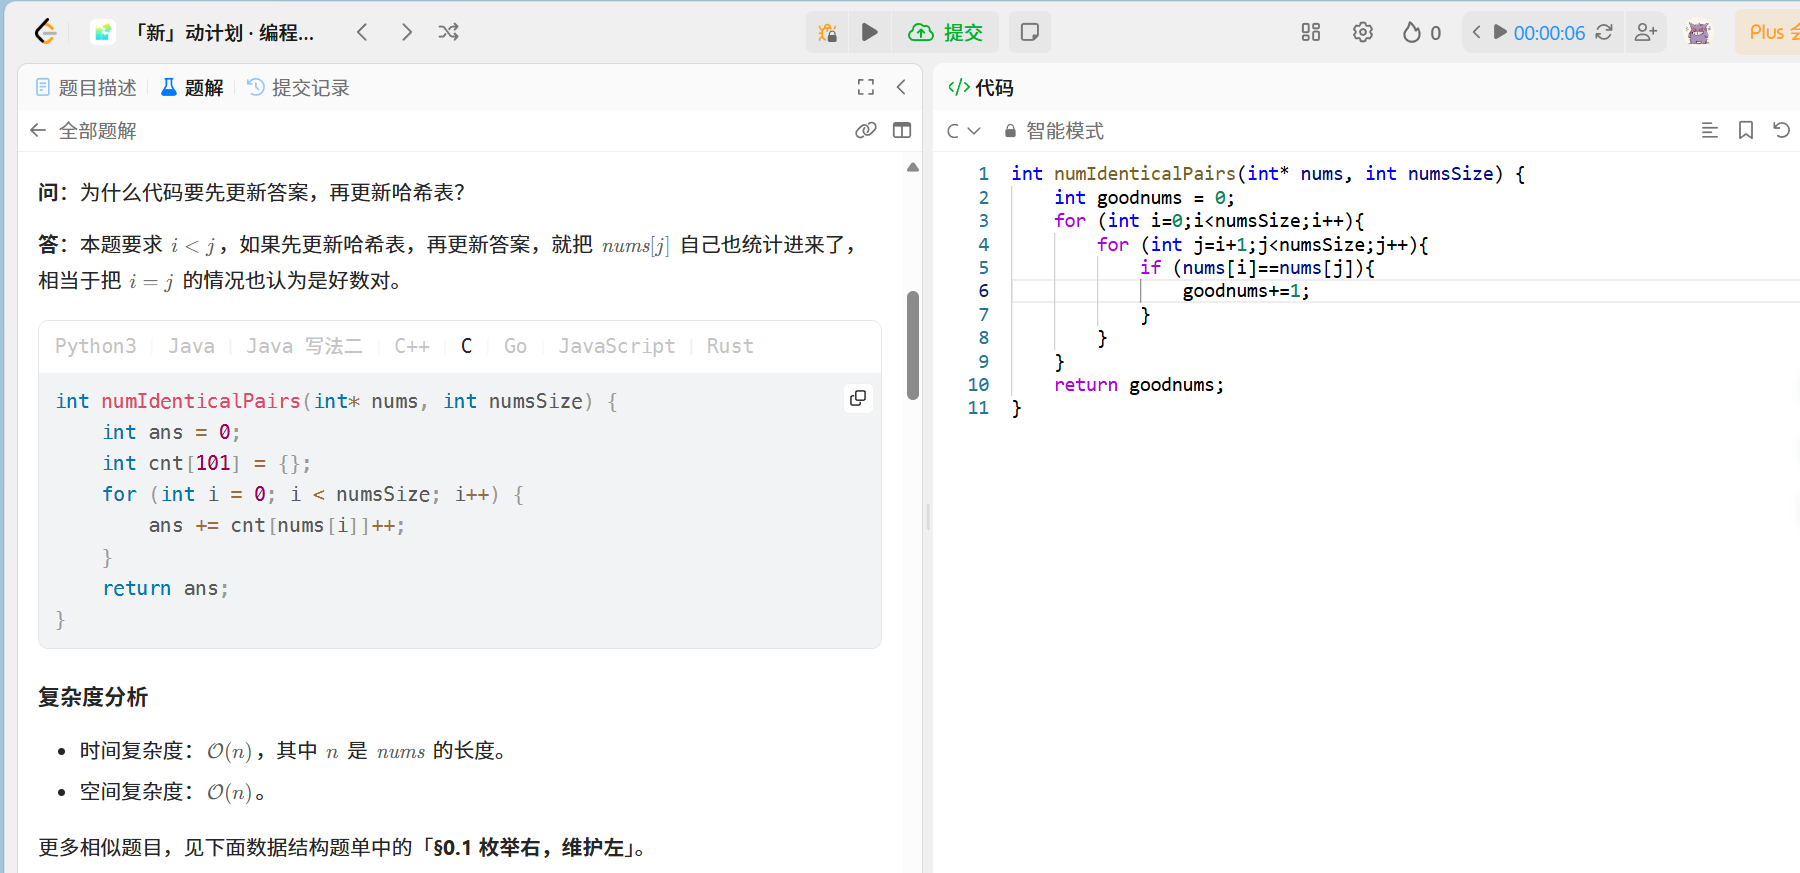 「新」动计划 · 编程...
提交
0
00:00:06
Plus 会
题目描述
题解
提交记录
全部题解
问：为什么代码要先更新答案，再更新哈希表？
答：本题要求 i < j，如果先更新哈希表，再更新答案，就把 nums[j] 自己也统计进来了，
相当于把 i = j 的情况也认为是好数对。
Python3 Java Java 写法二 C++ C Go JavaScript Rust
int numIdenticalPairs(int* nums, int numsSize) {
    int ans = 0;
    int cnt[101] = {};
    for (int i = 0; i < numsSize; i++) {
        ans += cnt[nums[i]]++;
    }
    return ans;
}
复杂度分析
• 时间复杂度：O(n)，其中 n 是 nums 的长度。
• 空间复杂度：O(n)。
更多相似题目，见下面数据结构题单中的「§0.1 枚举右，维护左」。
</> 代码
C 智能模式
1 int numIdenticalPairs(int* nums, int numsSize) {
2     int goodnums = 0;
3     for (int i=0;i<numsSize;i++){
4         for (int j=i+1;j<numsSize;j++){
5             if (nums[i]==nums[j]){
6                 goodnums+=1;
7             }
8         }
9     }
10     return goodnums;
11 }